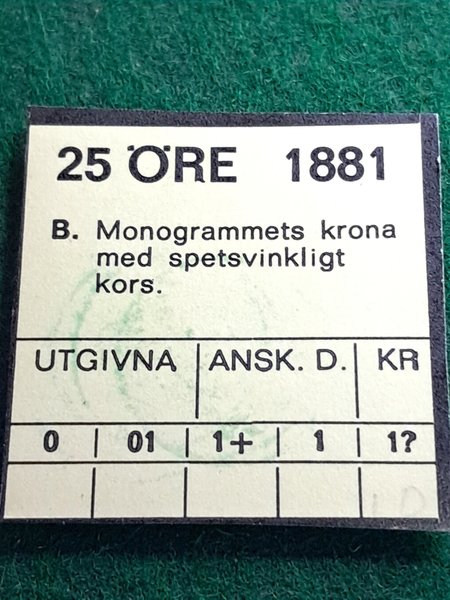 25 ÖRE 1881
B. Monogrammets krona
med spetsvinkligt
kors.
UTGIVNA ANSK. D. KR
0 01 1+ 1 1?